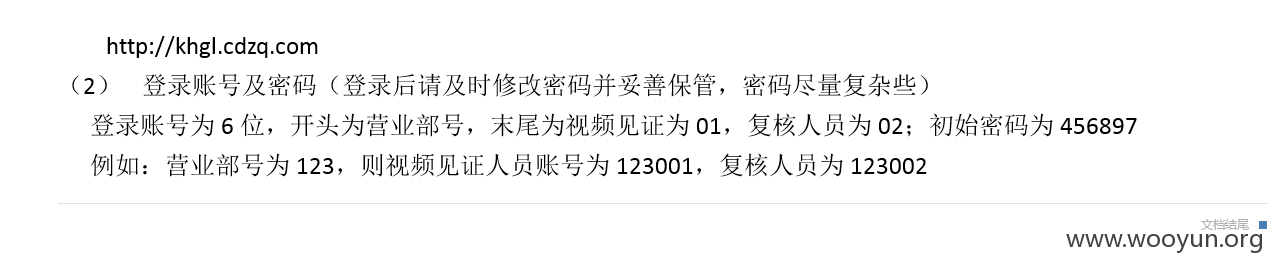 http://khgl.cdzq.com
（2） 登录账号及密码（登录后请及时修改密码并妥善保管，密码尽量复杂些）
登录账号为 6 位，开头为营业部号，末尾为视频见证为 01，复核人员为 02；初始密码为 456897
例如：营业部号为 123，则视频见证人员账号为 123001，复核人员为 123002
文档结尾
www.wooyun.org